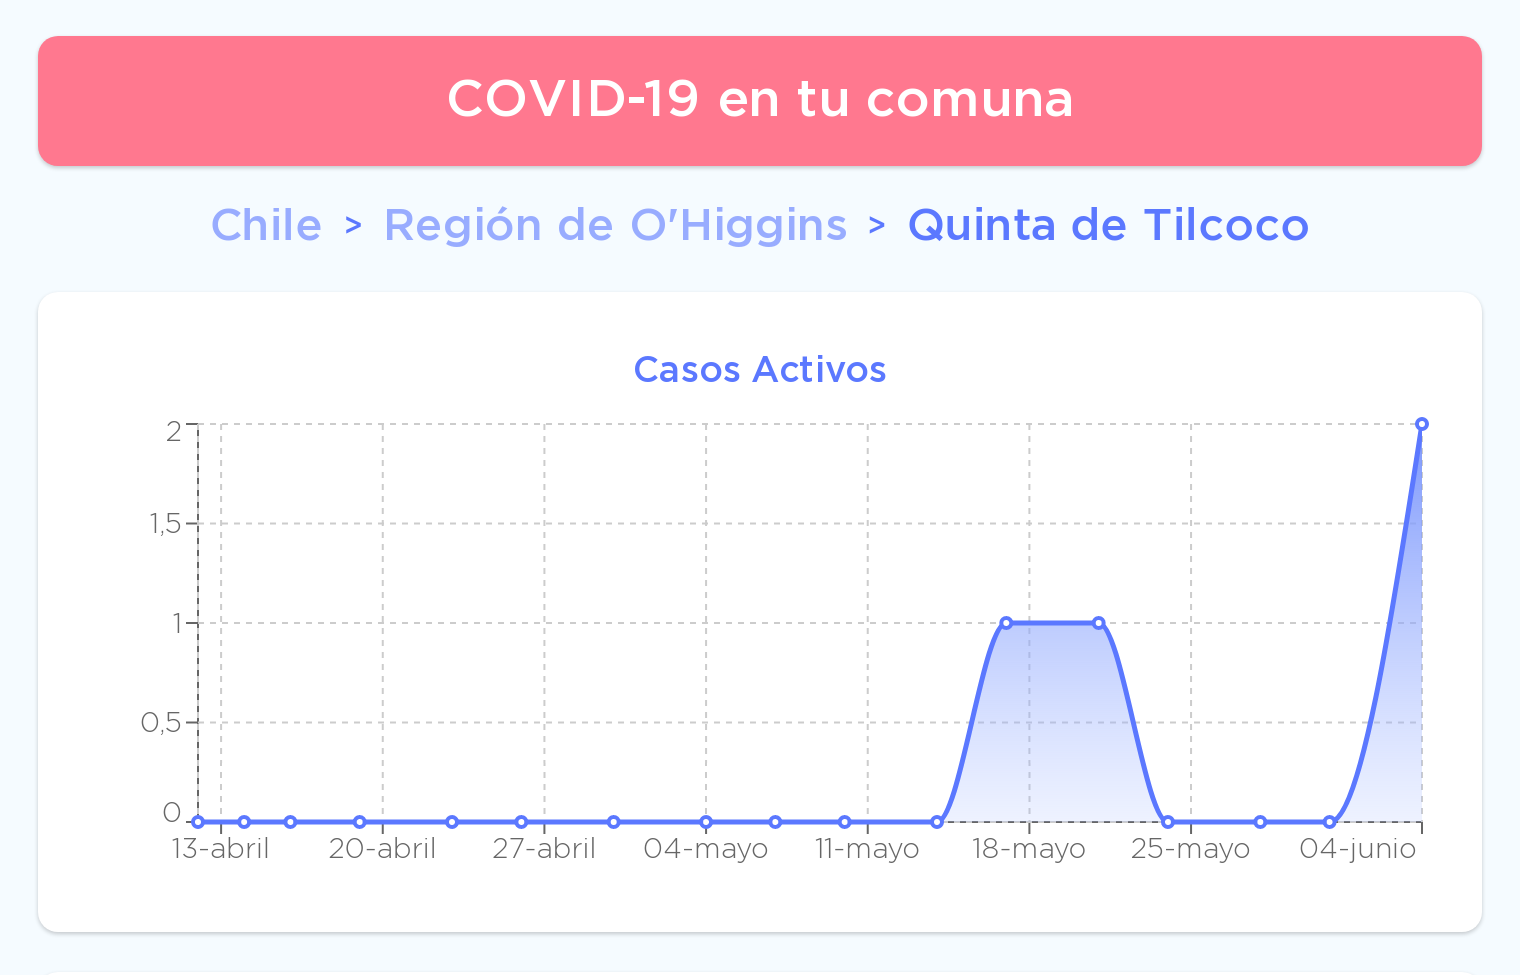 COVID-19 en tu comuna
Chile > Región de O'Higgins > Quinta de Tilcoco
Casos Activos
2
1,5
1
0,5
0
13-abril 20-abril 27-abril 04-mayo 11-mayo 18-mayo 25-mayo 04-junio